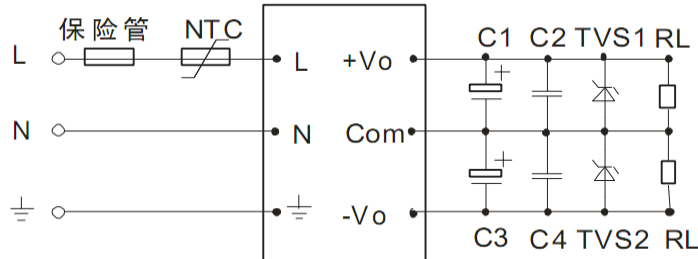 保险管 NTC C1 C2 TVS1 RL
L L +Vo +
N N Com
+
-Vo
C3 C4 TVS2 RL